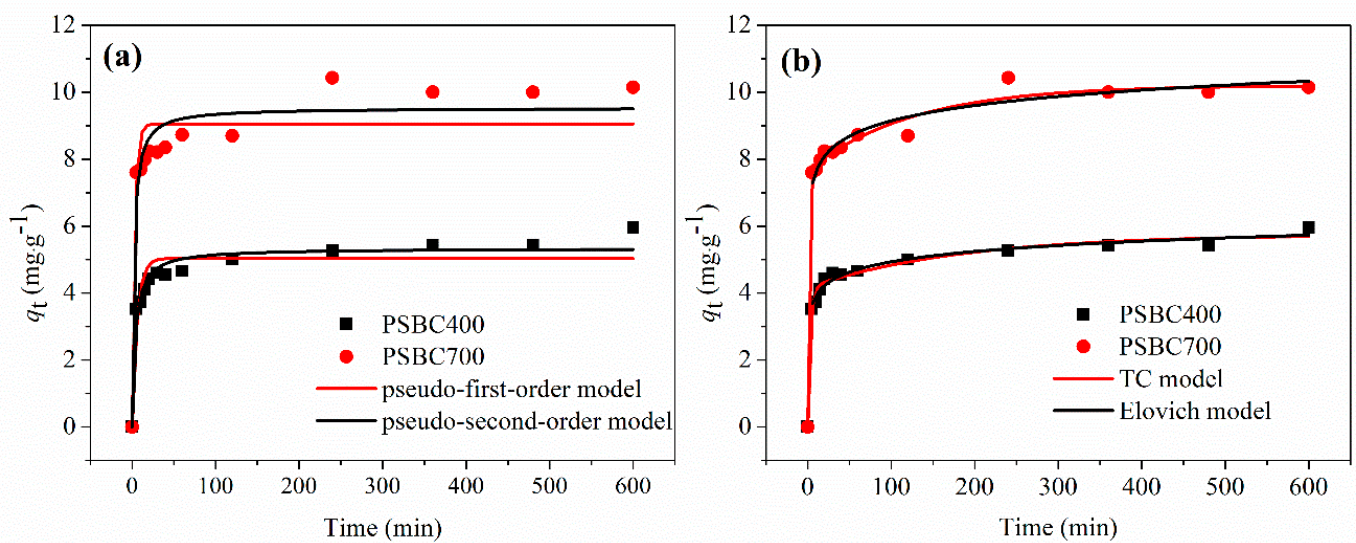 (a)
12
10
8
6
4
2
0
qt (mg·g⁻¹)
PSBC400
PSBC700
pseudo-first-order model
pseudo-second-order model
0 100 200 300 400 500 600
Time (min)
(b)
12
10
8
6
4
2
0
qt (mg·g⁻¹)
PSBC400
PSBC700
TC model
Elovich model
0 100 200 300 400 500 600
Time (min)